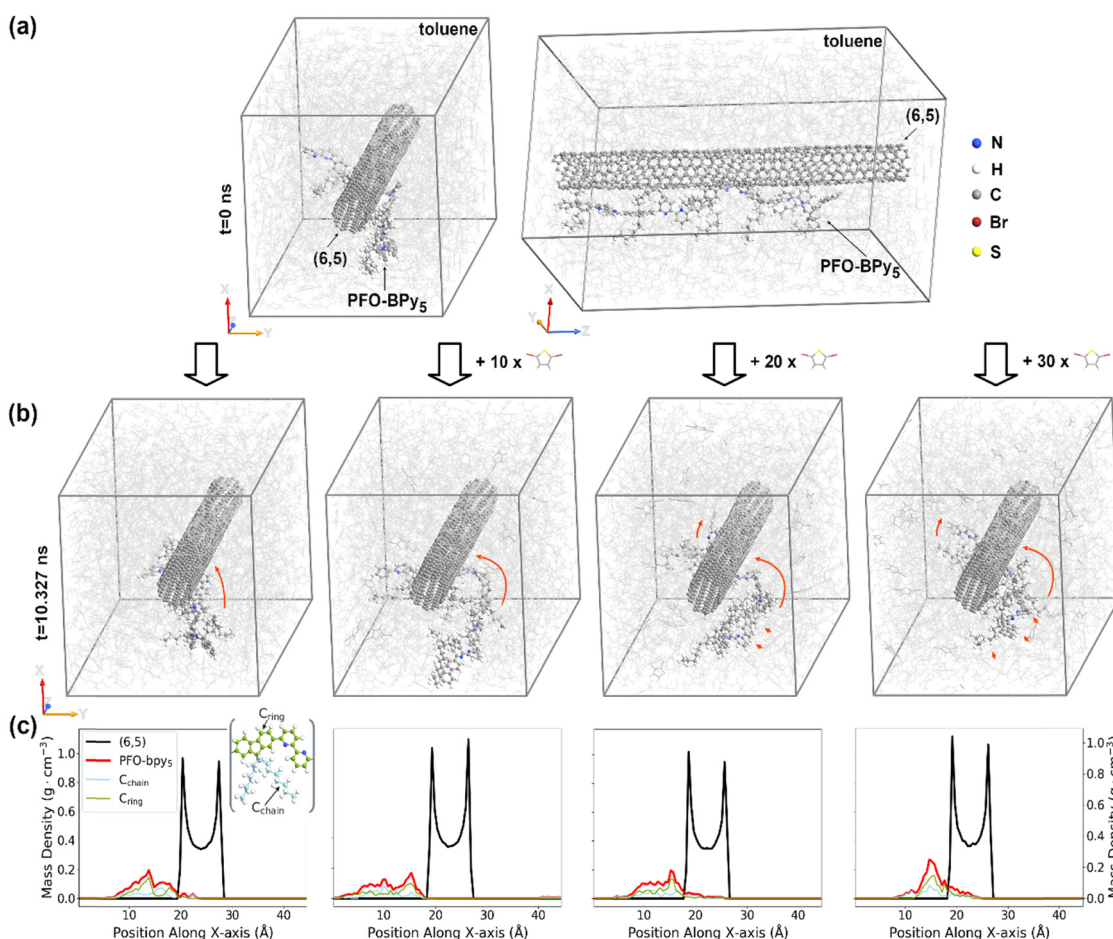 (a)
toluene
toluene
(6,5)
N
H
C
Br
S
t=0 ns
(6,5)
PFO-BPy5
PFO-BPy5
X
Y
Z
X
Y
Z
+ 10 x
+ 20 x
+ 30 x
(b)
t=10.327 ns
X
Z
Y
(c)
(6,5)
PFO-bpy5
Cchain
Cring
Cring
Cchain
Mass Density (g · cm−3)
1.0
0.8
0.6
0.4
0.2
0.0
1.0
0.8
0.6
0.4
0.2
0.0
Mass Density (g · cm−3)
10 20 30 40
10 20 30 40
10 20 30 40
10 20 30 40
Position Along X-axis (Å)
Position Along X-axis (Å)
Position Along X-axis (Å)
Position Along X-axis (Å)